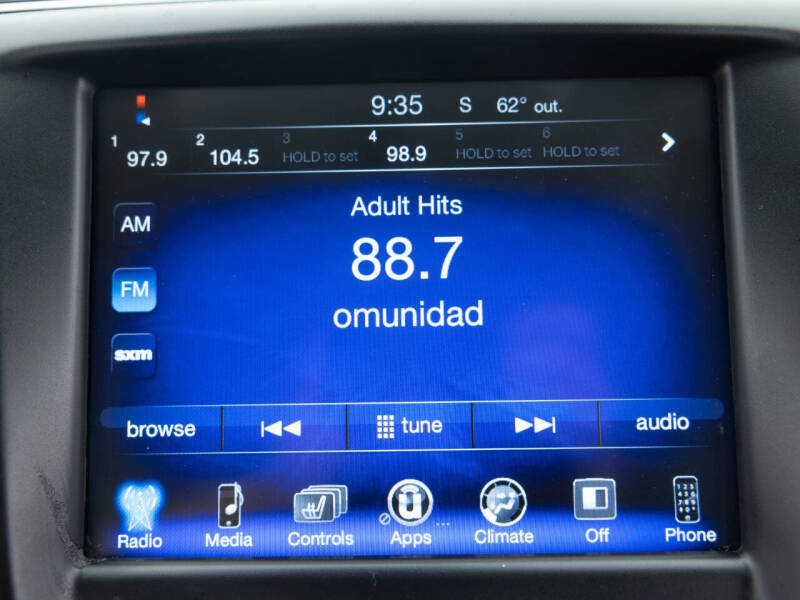 9:35 S 62° out.
1 97.9 2 104.5 3 HOLD to set 4 98.9 5 HOLD to set 6 HOLD to set
Adult Hits
AM
88.7
FM
omunidad
sxm
browse tune audio
Radio Media Controls Apps ... Climate Off Phone